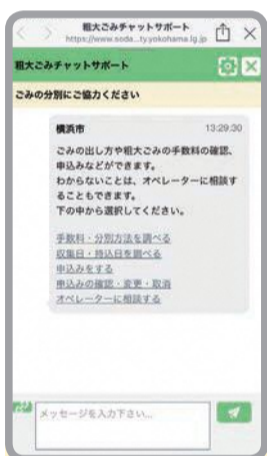 粗大ごみチャットサポート
https://www.soda...ty.yokohama.lg.jp
粗大ごみチャットサポート
ごみの分別にご協力ください
横浜市 13:29:30
ごみの出し方や粗大ごみの手数料の確認、
申込みなどができます。
わからないことは、オペレーターに相談す
ることもできます。
下の中から選択してください。
手数料・分別方法を調べる
収集日・持込日を調べる
申込みをする
申込みの確認・変更・取消
オペレーターに相談する
メッセージを入力下さい...